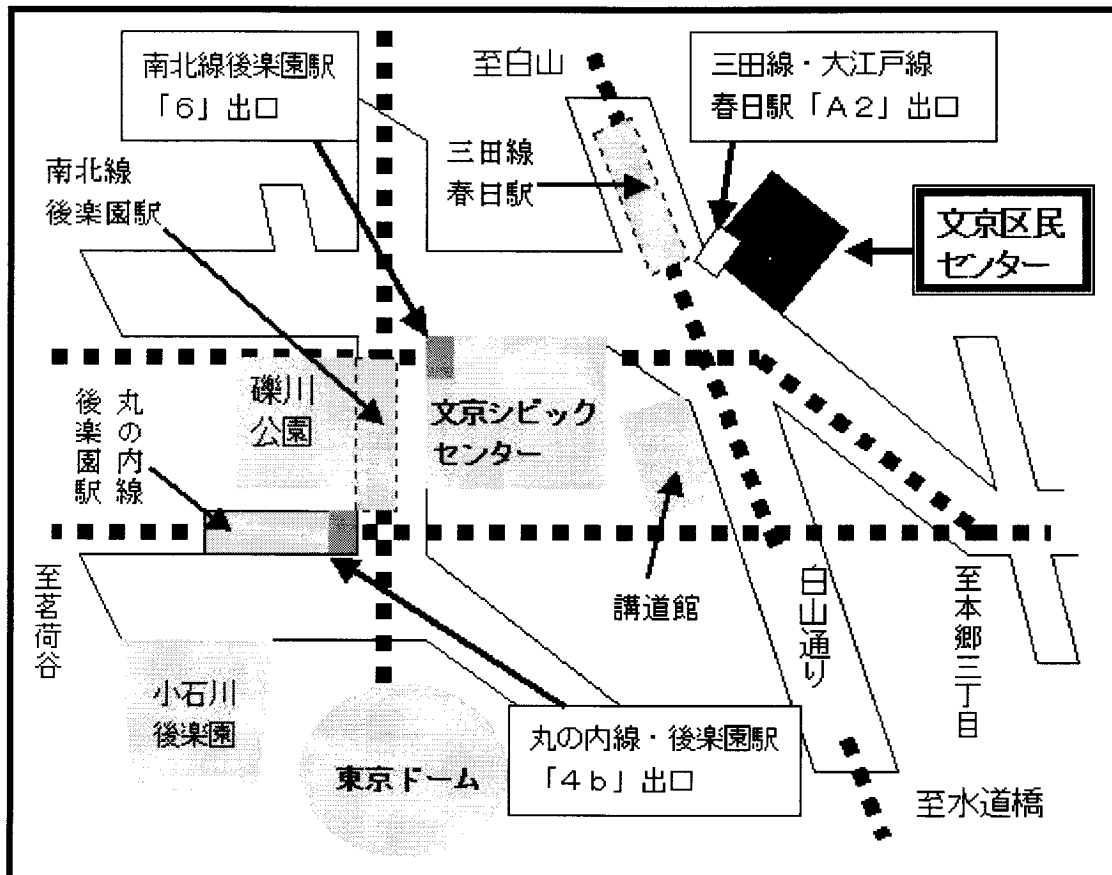 南北線後楽園駅
「6」出口
至白山
三田線・大江戸線
春日駅「A2」出口
南北線
後楽園駅
三田線
春日駅
文京区民
センター
礫川
公園
文京シビック
センター
丸の内線
後楽園駅
講道館
白山通り
至本郷三丁目
至茗荷谷
小石川
後楽園
東京ドーム
丸の内線・後楽園駅
「4b」出口
至水道橋